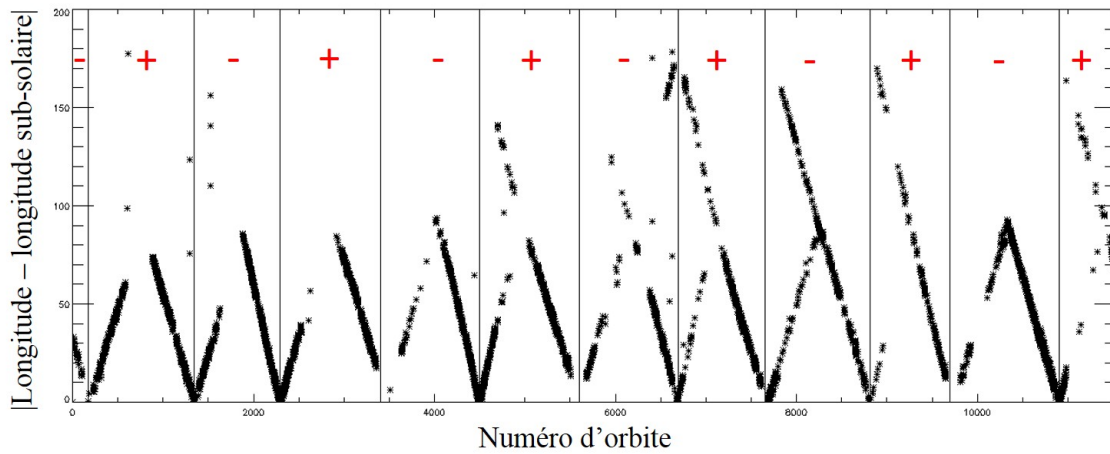 200
- + - + - + - + - + - +
150
100
50
0
0 2000 4000 6000 8000 10000
|Longitude – longitude sub-solaire|
Numéro d'orbite